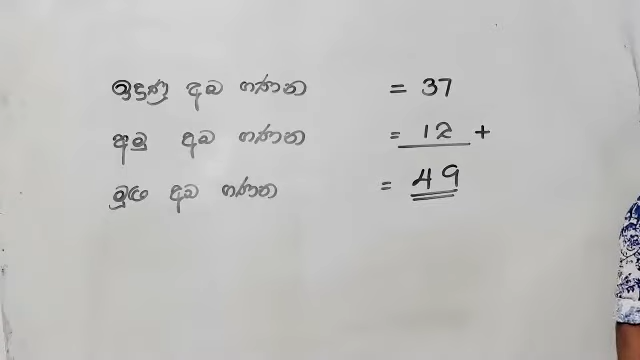 ඉදුණු අඹ ගණන = 37
අමු අඹ ගණන = 12 +
මුලු අඹ ගණන = 49